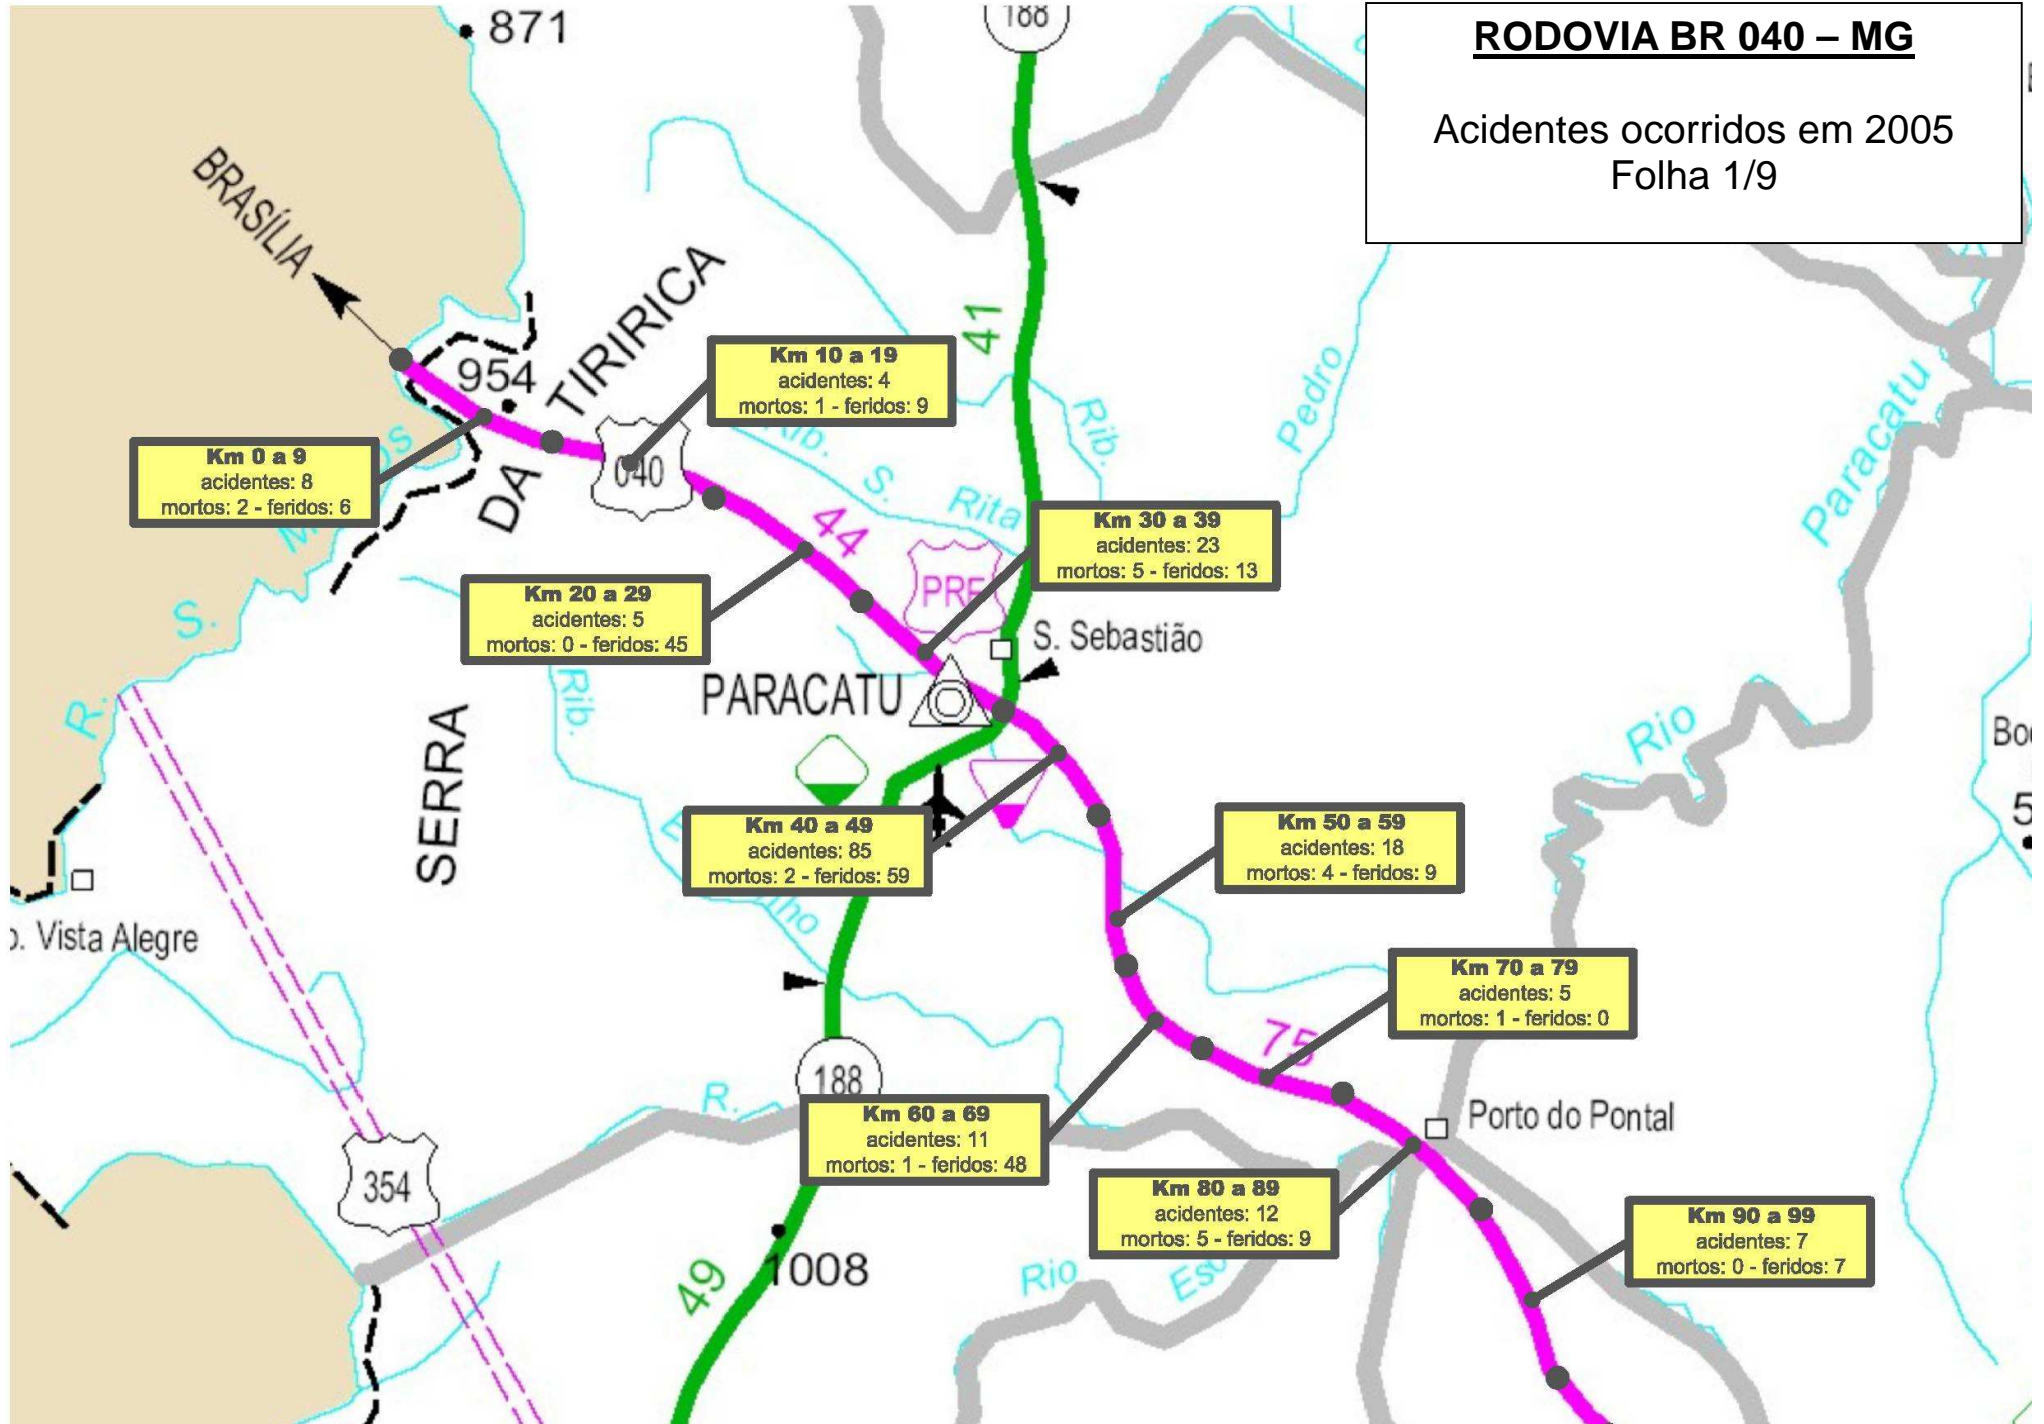 188
RODOVIA BR 040 – MG
Acidentes ocorridos em 2005
Folha 1/9
871
BRASÍLIA
954
TIRIRICA
DA
SERRA
Km 10 a 19
acidentes: 4
mortos: 1 - feridos: 9
41
Rib.
Pedro
Paracatu
Km 0 a 9
acidentes: 8
mortos: 2 - feridos: 6
040
Rib.
S.
Rita
44
Km 30 a 39
acidentes: 23
mortos: 5 - feridos: 13
PRF
Km 20 a 29
acidentes: 5
mortos: 0 - feridos: 45
S. Sebastião
S.
R.
Rib.
PARACATU
Rio
Km 40 a 49
acidentes: 85
mortos: 2 - feridos: 59
Km 50 a 59
acidentes: 18
mortos: 4 - feridos: 9
5
Vista Alegre
Km 70 a 79
acidentes: 5
mortos: 1 - feridos: 0
75
188
R.
Km 60 a 69
acidentes: 11
mortos: 1 - feridos: 48
Porto do Pontal
354
Km 80 a 89
acidentes: 12
mortos: 5 - feridos: 9
Km 90 a 99
acidentes: 7
mortos: 0 - feridos: 7
1008
49
Rio